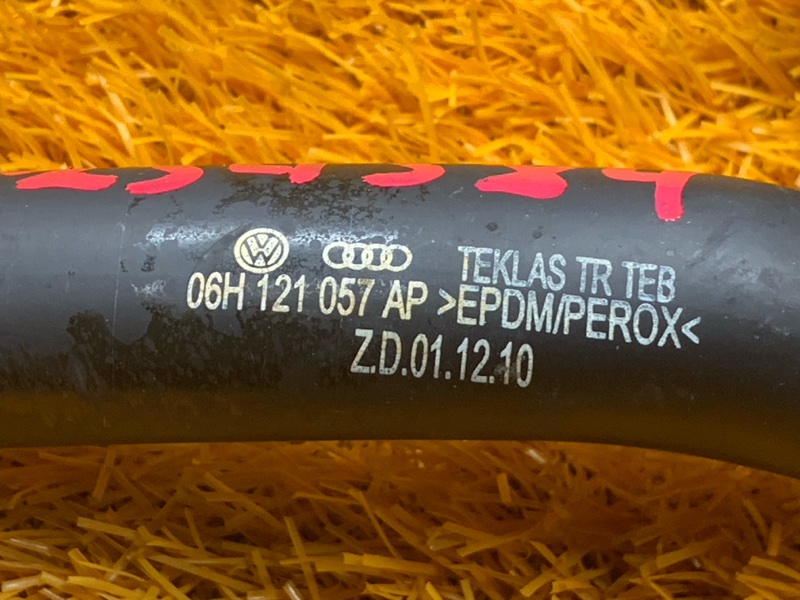 TEKLAS TR TEB
06H 121 057 AP >EPDM/PEROX<
Z.D.01.12.10